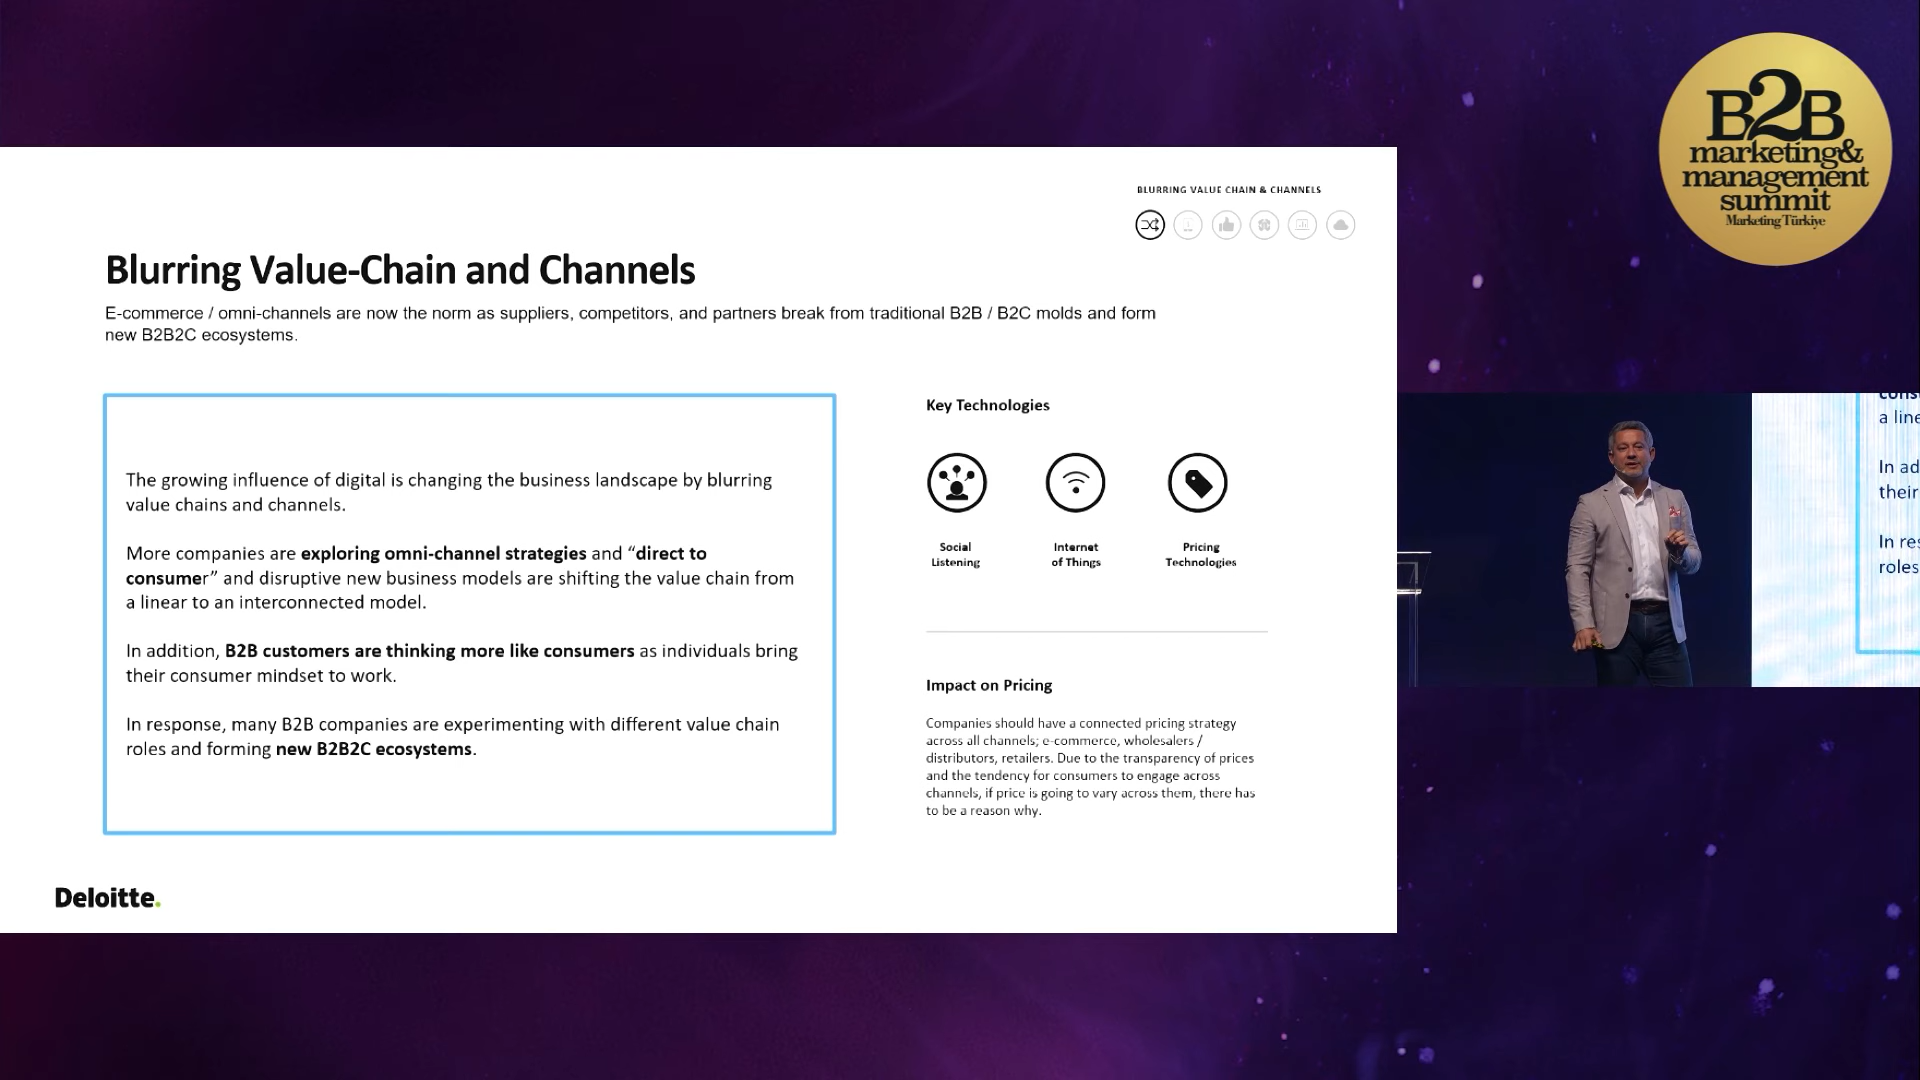 B2B
marketing&
management
summit
Marketing Türkiye
BLURRING VALUE CHAIN & CHANNELS
Blurring Value-Chain and Channels
E-commerce / omni-channels are now the norm as suppliers, competitors, and partners break from traditional B2B / B2C molds and form
new B2B2C ecosystems.
The growing influence of digital is changing the business landscape by blurring
value chains and channels.
More companies are exploring omni-channel strategies and “direct to
consumer” and disruptive new business models are shifting the value chain from
a linear to an interconnected model.
In addition, B2B customers are thinking more like consumers as individuals bring
their consumer mindset to work.
In response, many B2B companies are experimenting with different value chain
roles and forming new B2B2C ecosystems.
Key Technologies
Social
Listening
Internet
of Things
Pricing
Technologies
Impact on Pricing
Companies should have a connected pricing strategy
across all channels; e-commerce, wholesalers /
distributors, retailers. Due to the transparency of prices
and the tendency for consumers to engage across
channels, if price is going to vary across them, there has
to be a reason why.
Deloitte.
a line
In ad
their
In res
roles